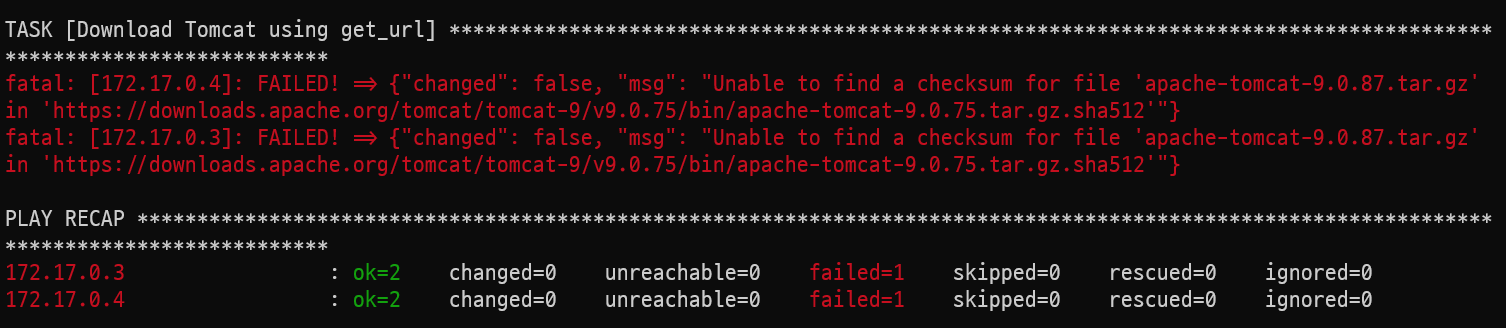 TASK [Download Tomcat using get_url] ***************************************************************************************
***************************
fatal: [172.17.0.4]: FAILED! => {"changed": false, "msg": "Unable to find a checksum for file 'apache-tomcat-9.0.87.tar.gz'
in 'https://downloads.apache.org/tomcat/tomcat-9/v9.0.75/bin/apache-tomcat-9.0.75.tar.gz.sha512'"}
fatal: [172.17.0.3]: FAILED! => {"changed": false, "msg": "Unable to find a checksum for file 'apache-tomcat-9.0.87.tar.gz'
in 'https://downloads.apache.org/tomcat/tomcat-9/v9.0.75/bin/apache-tomcat-9.0.75.tar.gz.sha512'"}
PLAY RECAP *****************************************************************************************************************
***************************
172.17.0.3                 : ok=2    changed=0    unreachable=0    failed=1    skipped=0    rescued=0    ignored=0
172.17.0.4                 : ok=2    changed=0    unreachable=0    failed=1    skipped=0    rescued=0    ignored=0